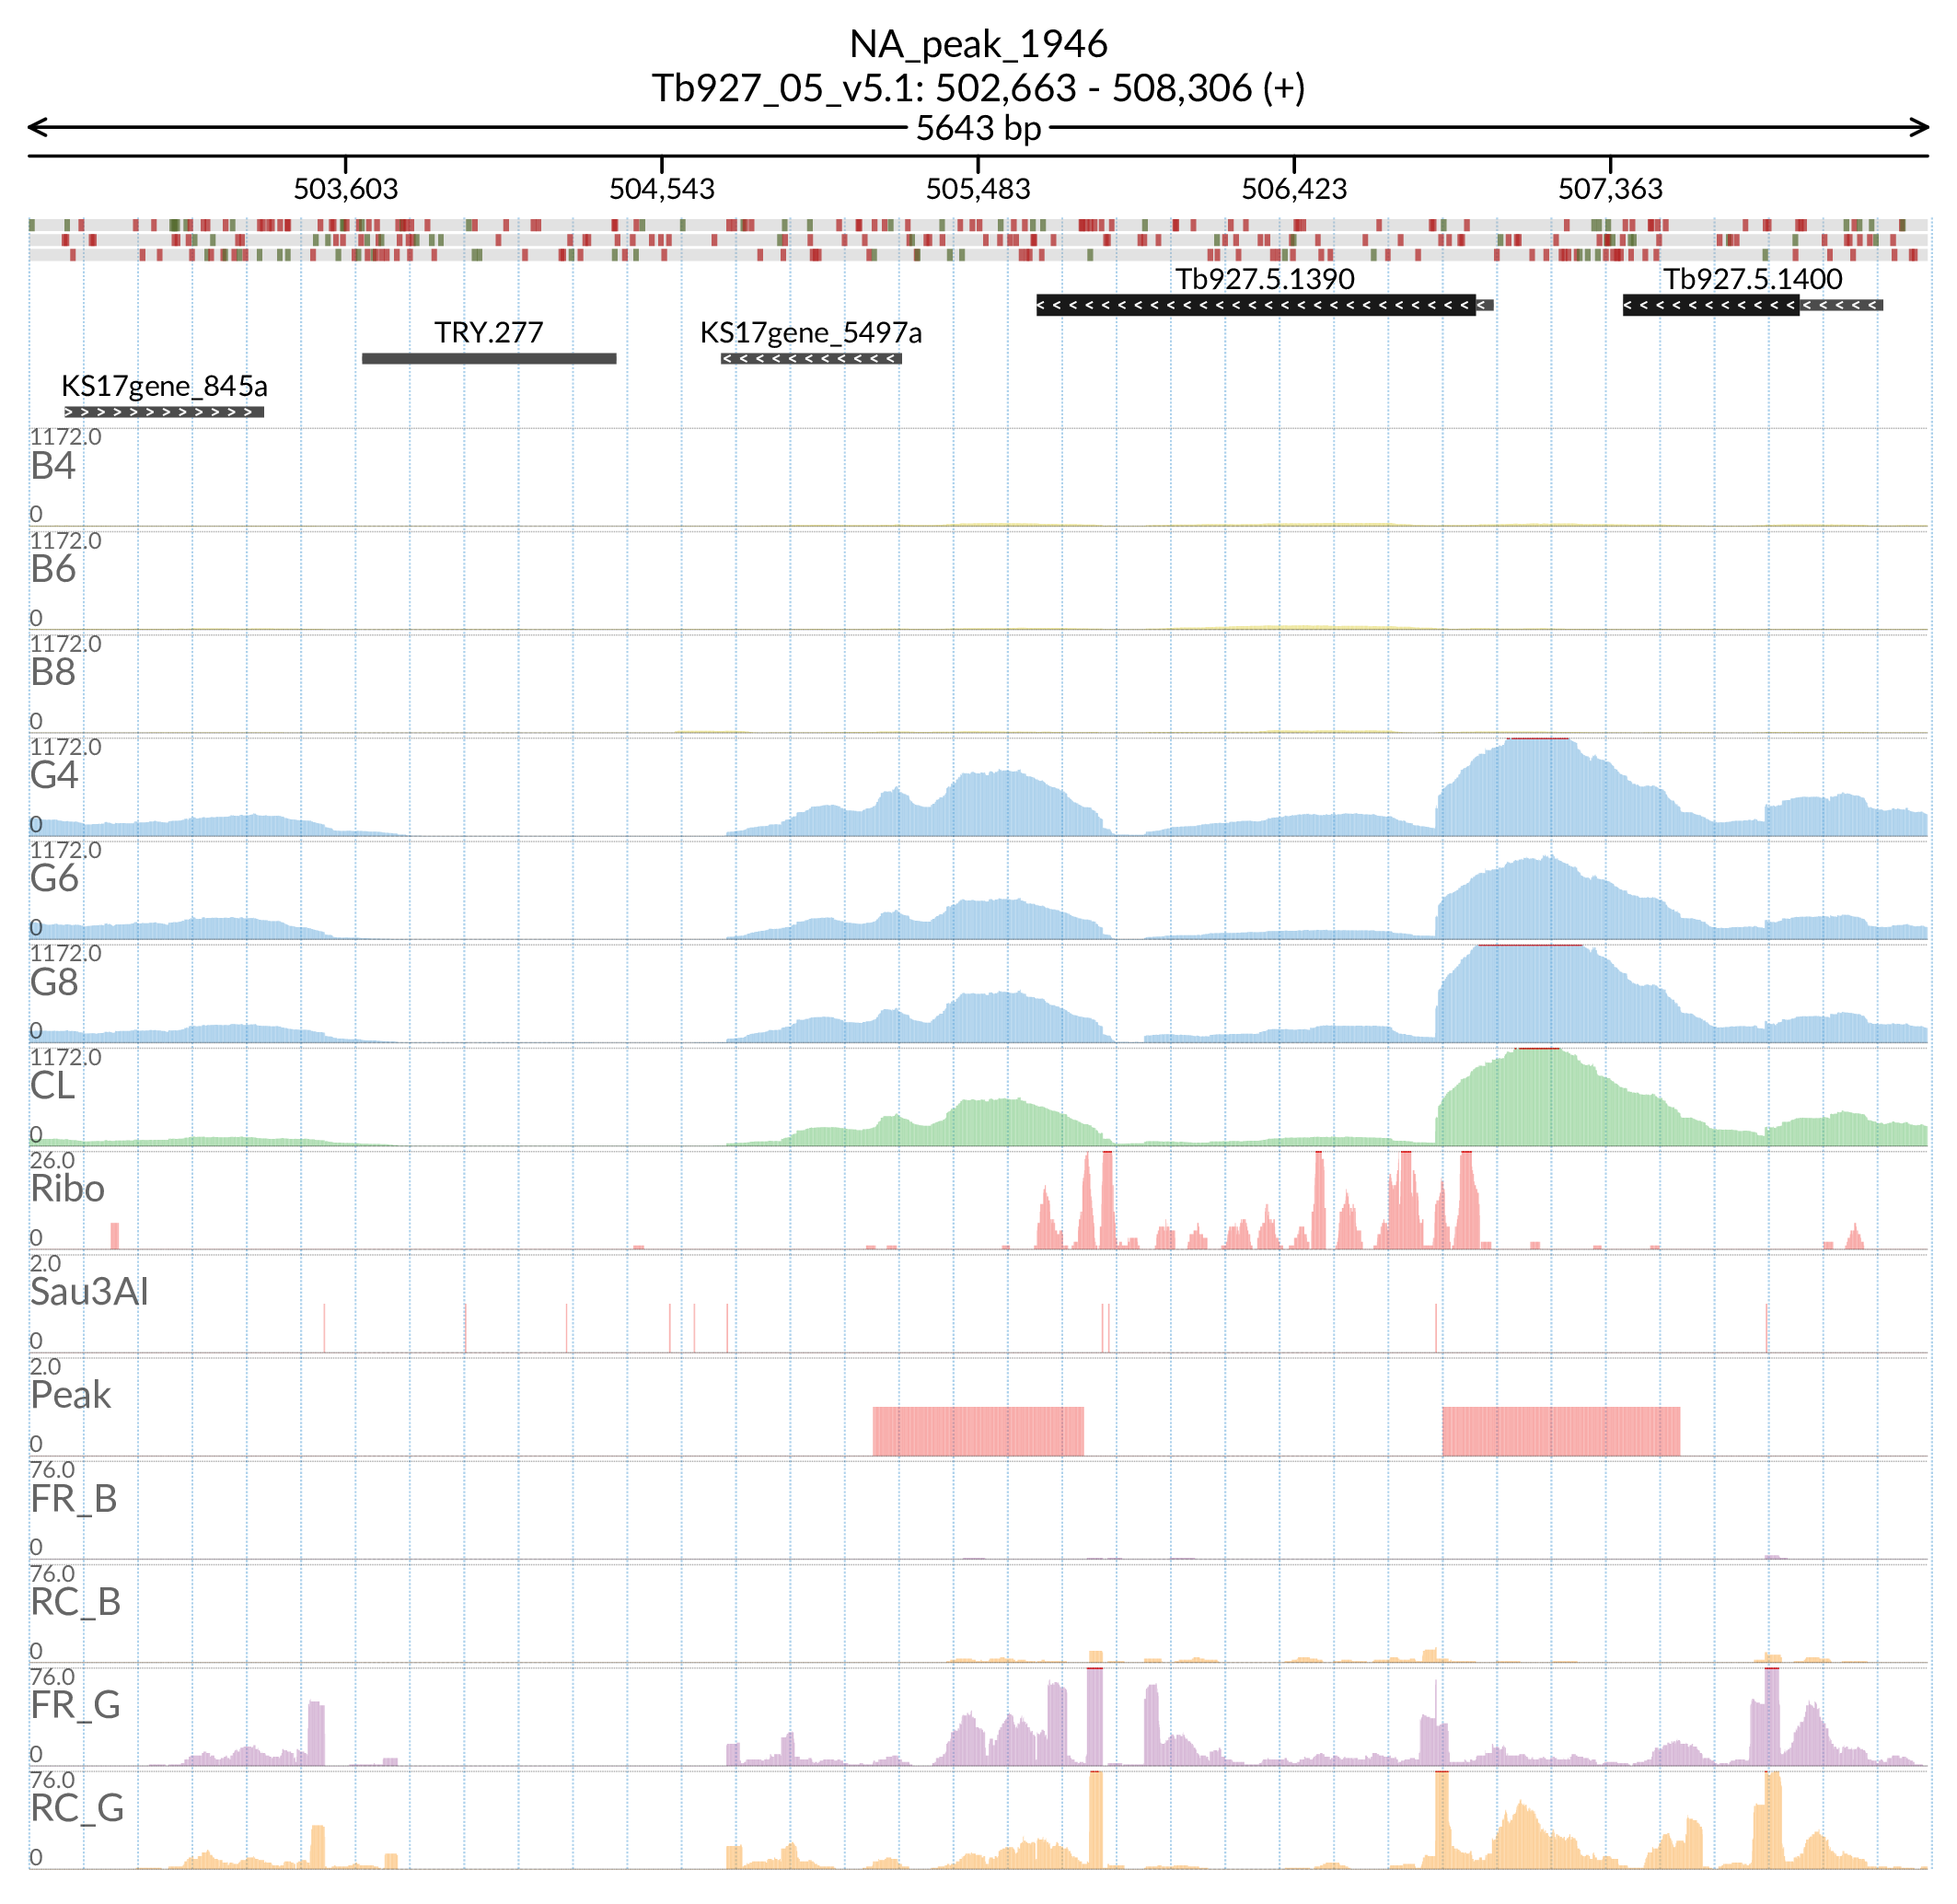 NA_peak_1946
Tb927_05_v5.1: 502,663 - 508,306 (+)
5643 bp
503,603 504,543 505,483 506,423 507,363
Tb927.5.1390 Tb927.5.1400
TRY.277 KS17gene_5497a
KS17gene_845a
1172.0
B4
0
1172.0
B6
0
1172.0
B8
0
1172.0
G4
0
1172.0
G6
0
1172.0
G8
0
1172.0
CL
0
26.0
Ribo
0
2.0
Sau3AI
0
2.0
Peak
0
76.0
FR_B
0
76.0
RC_B
0
76.0
FR_G
0
76.0
RC_G
0